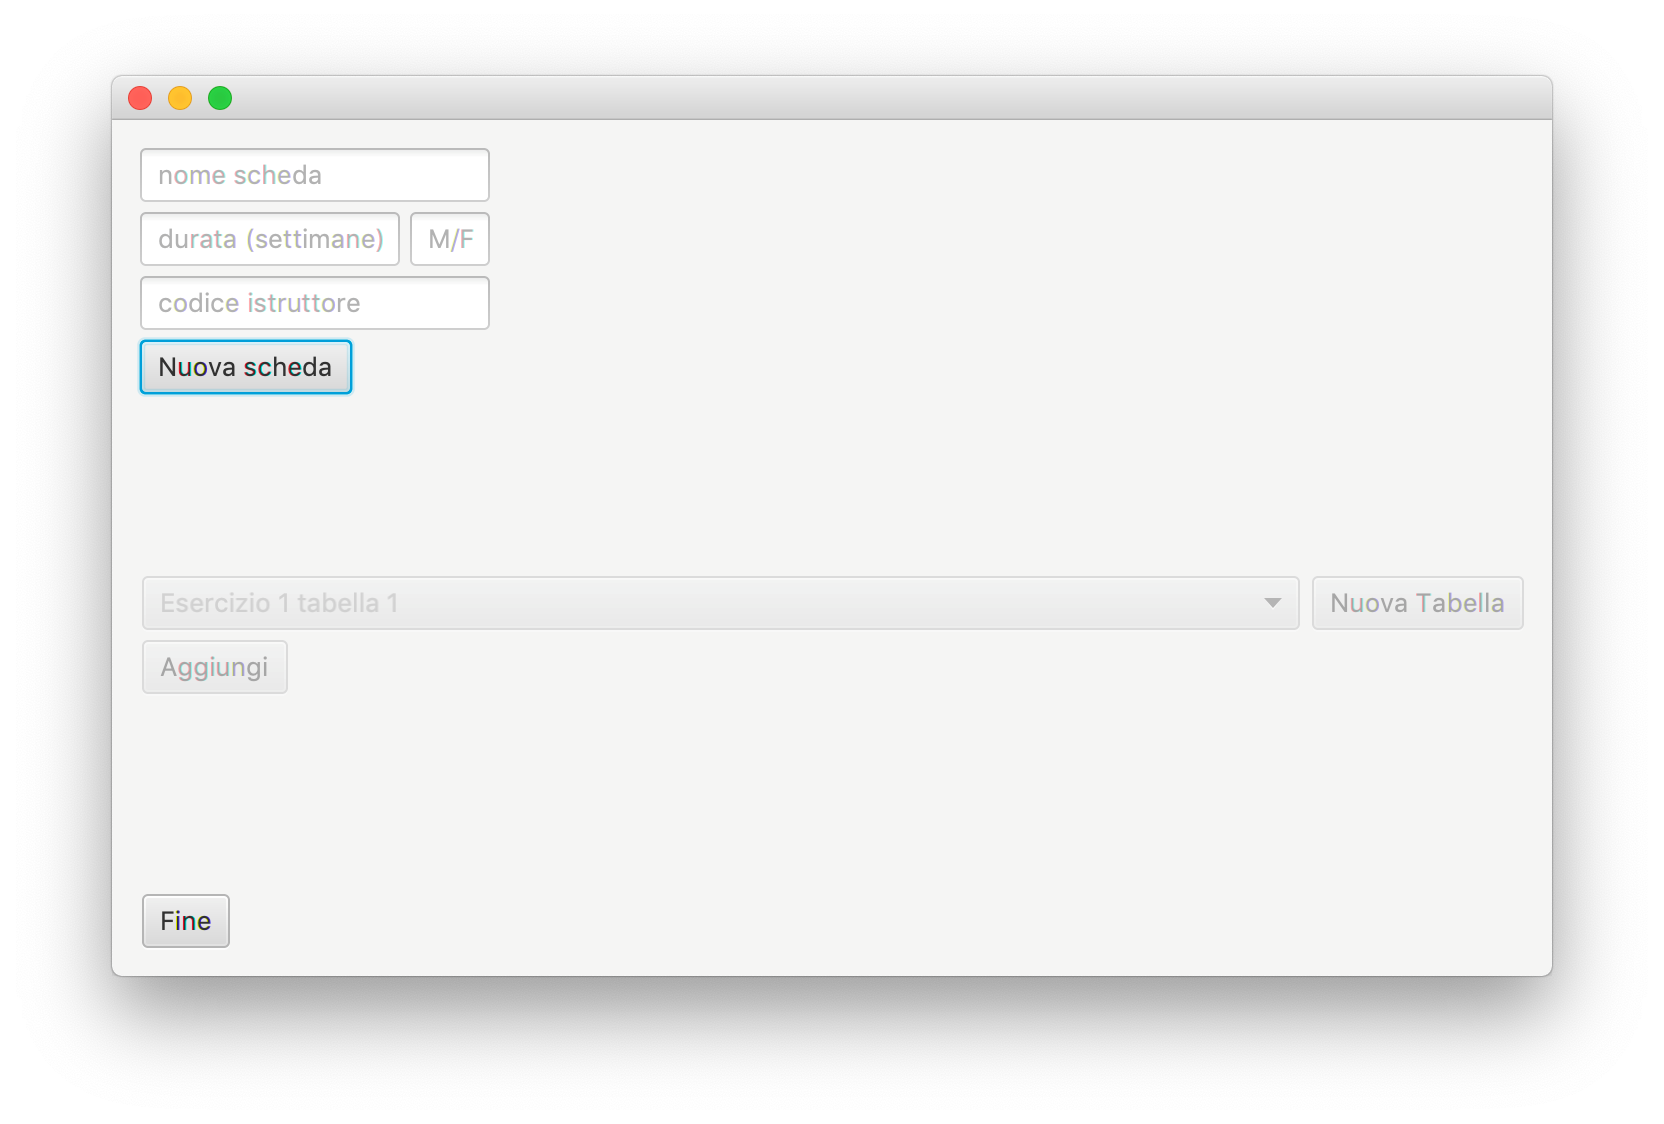 nome scheda
durata (settimane) M/F
codice istruttore
Nuova scheda
Esercizio 1 tabella 1 Nuova Tabella
Aggiungi
Fine